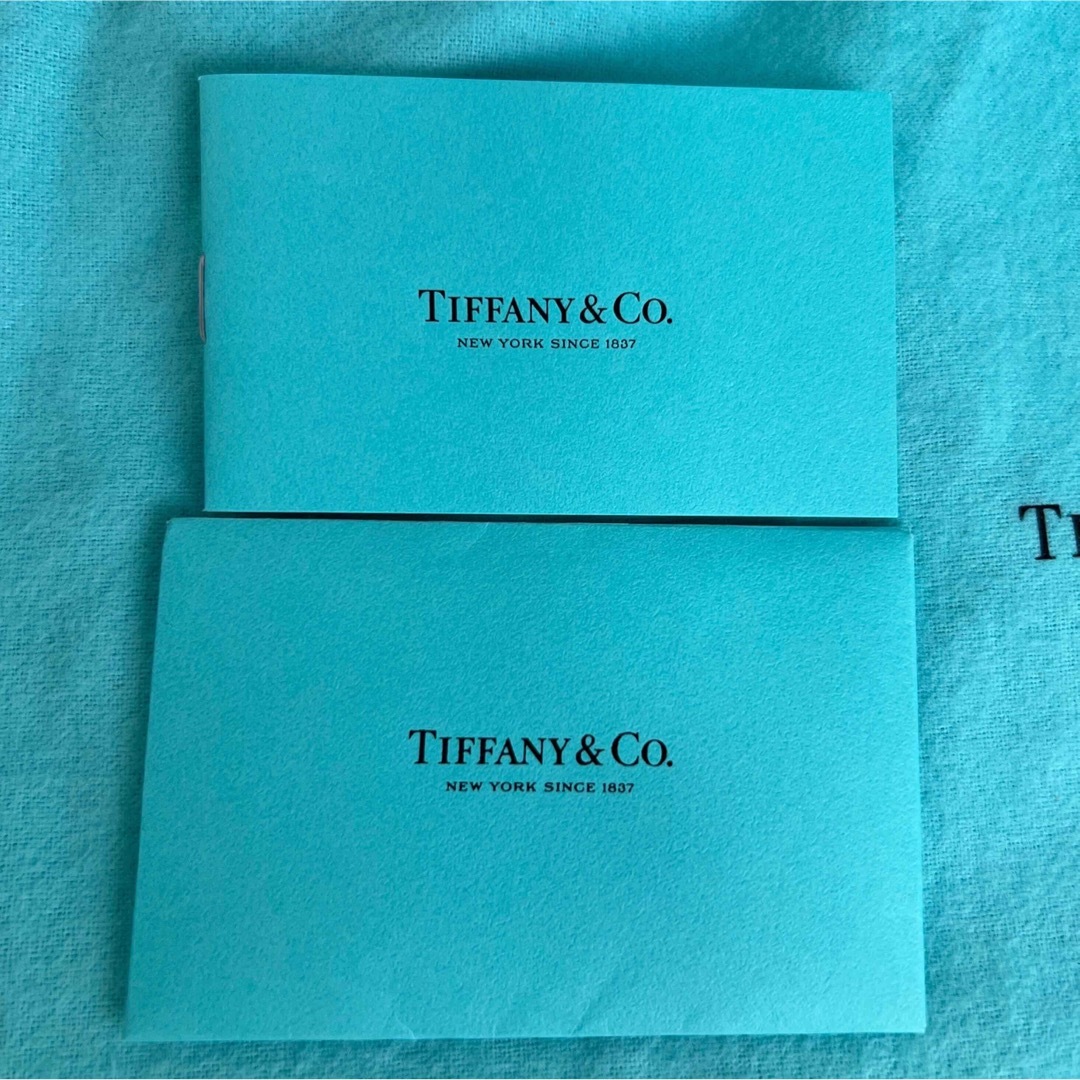 TIFFANY & CO.
NEW YORK SINCE 1837
TIFFANY & CO.
NEW YORK SINCE 1837